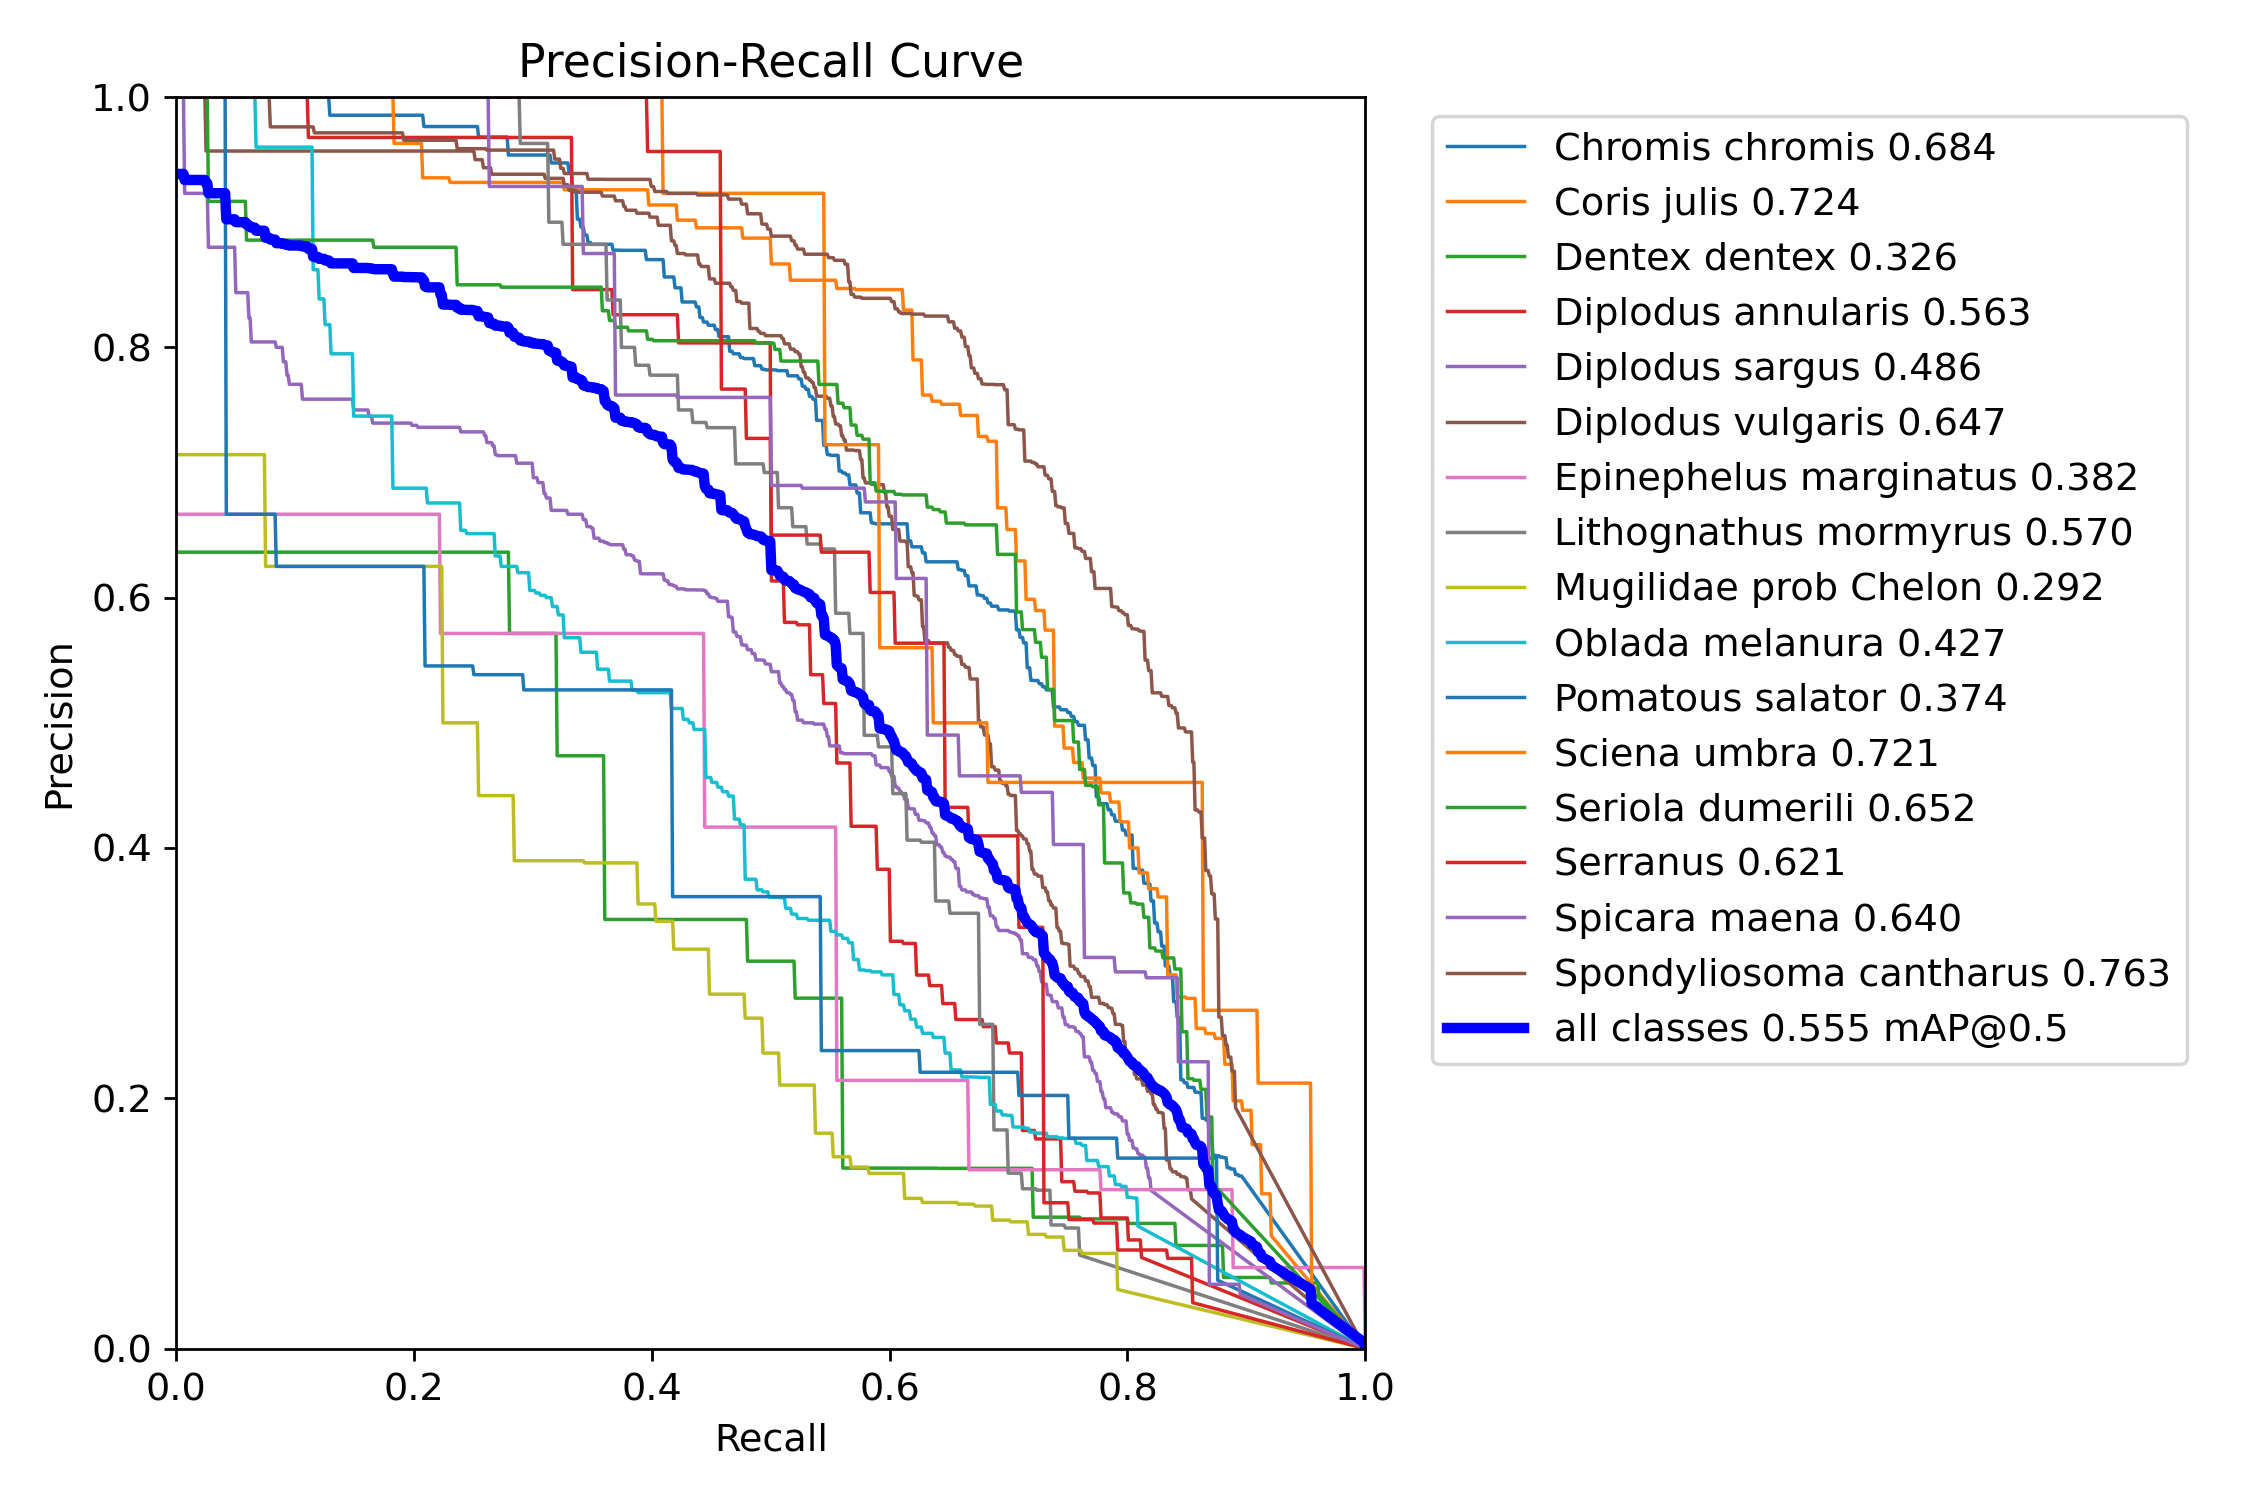 Precision-Recall Curve
1.0
0.8
0.6
0.4
0.2
0.0
Precision
0.0 0.2 0.4 0.6 0.8 1.0
Recall
Chromis chromis 0.684
Coris julis 0.724
Dentex dentex 0.326
Diplodus annularis 0.563
Diplodus sargus 0.486
Diplodus vulgaris 0.647
Epinephelus marginatus 0.382
Lithognathus mormyrus 0.570
Mugilidae prob Chelon 0.292
Oblada melanura 0.427
Pomatous salator 0.374
Sciena umbra 0.721
Seriola dumerili 0.652
Serranus 0.621
Spicara maena 0.640
Spondyliosoma cantharus 0.763
all classes 0.555 mAP@0.5